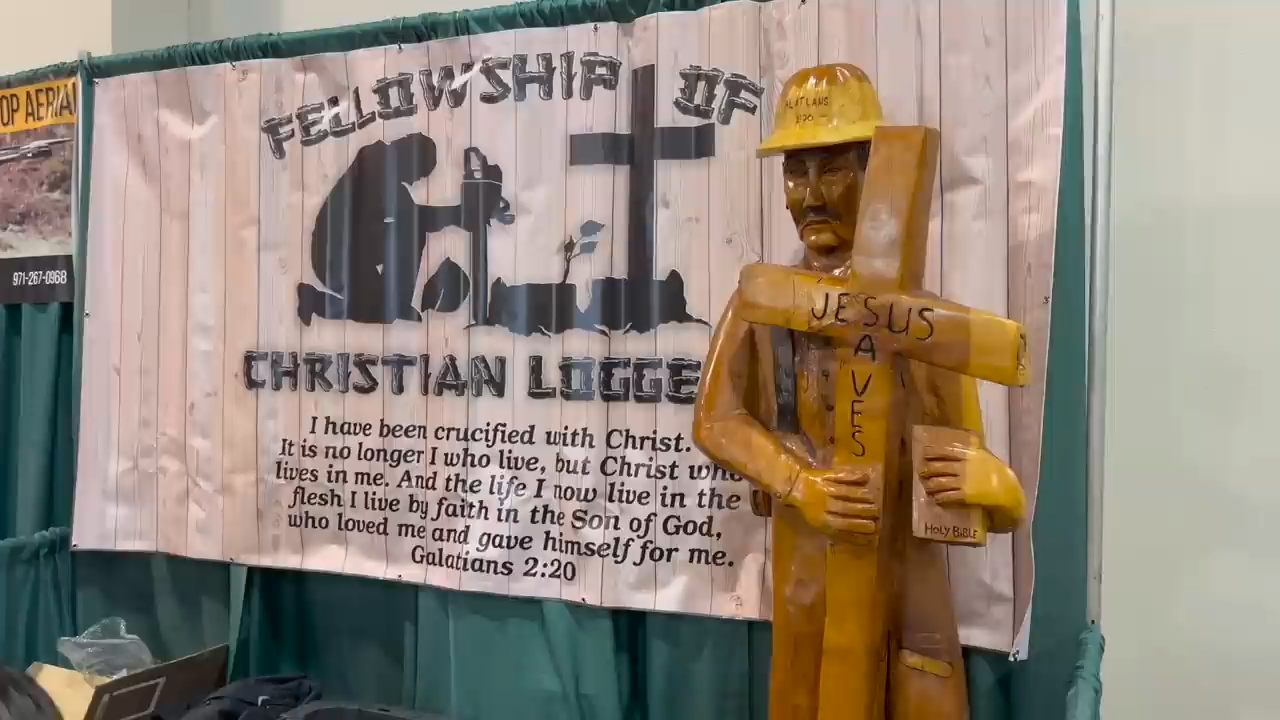 OP AERIA
971-267-0968
FELLOWSHIP OF
CHRISTIAN LOGGE
I have been crucified with Christ.
It is no longer I who live, but Christ who
lives in me. And the life I now live in the
flesh I live by faith in the Son of God,
who loved me and gave himself for me.
Galatians 2:20
JESUS
SAVES
HOLY BIBLE